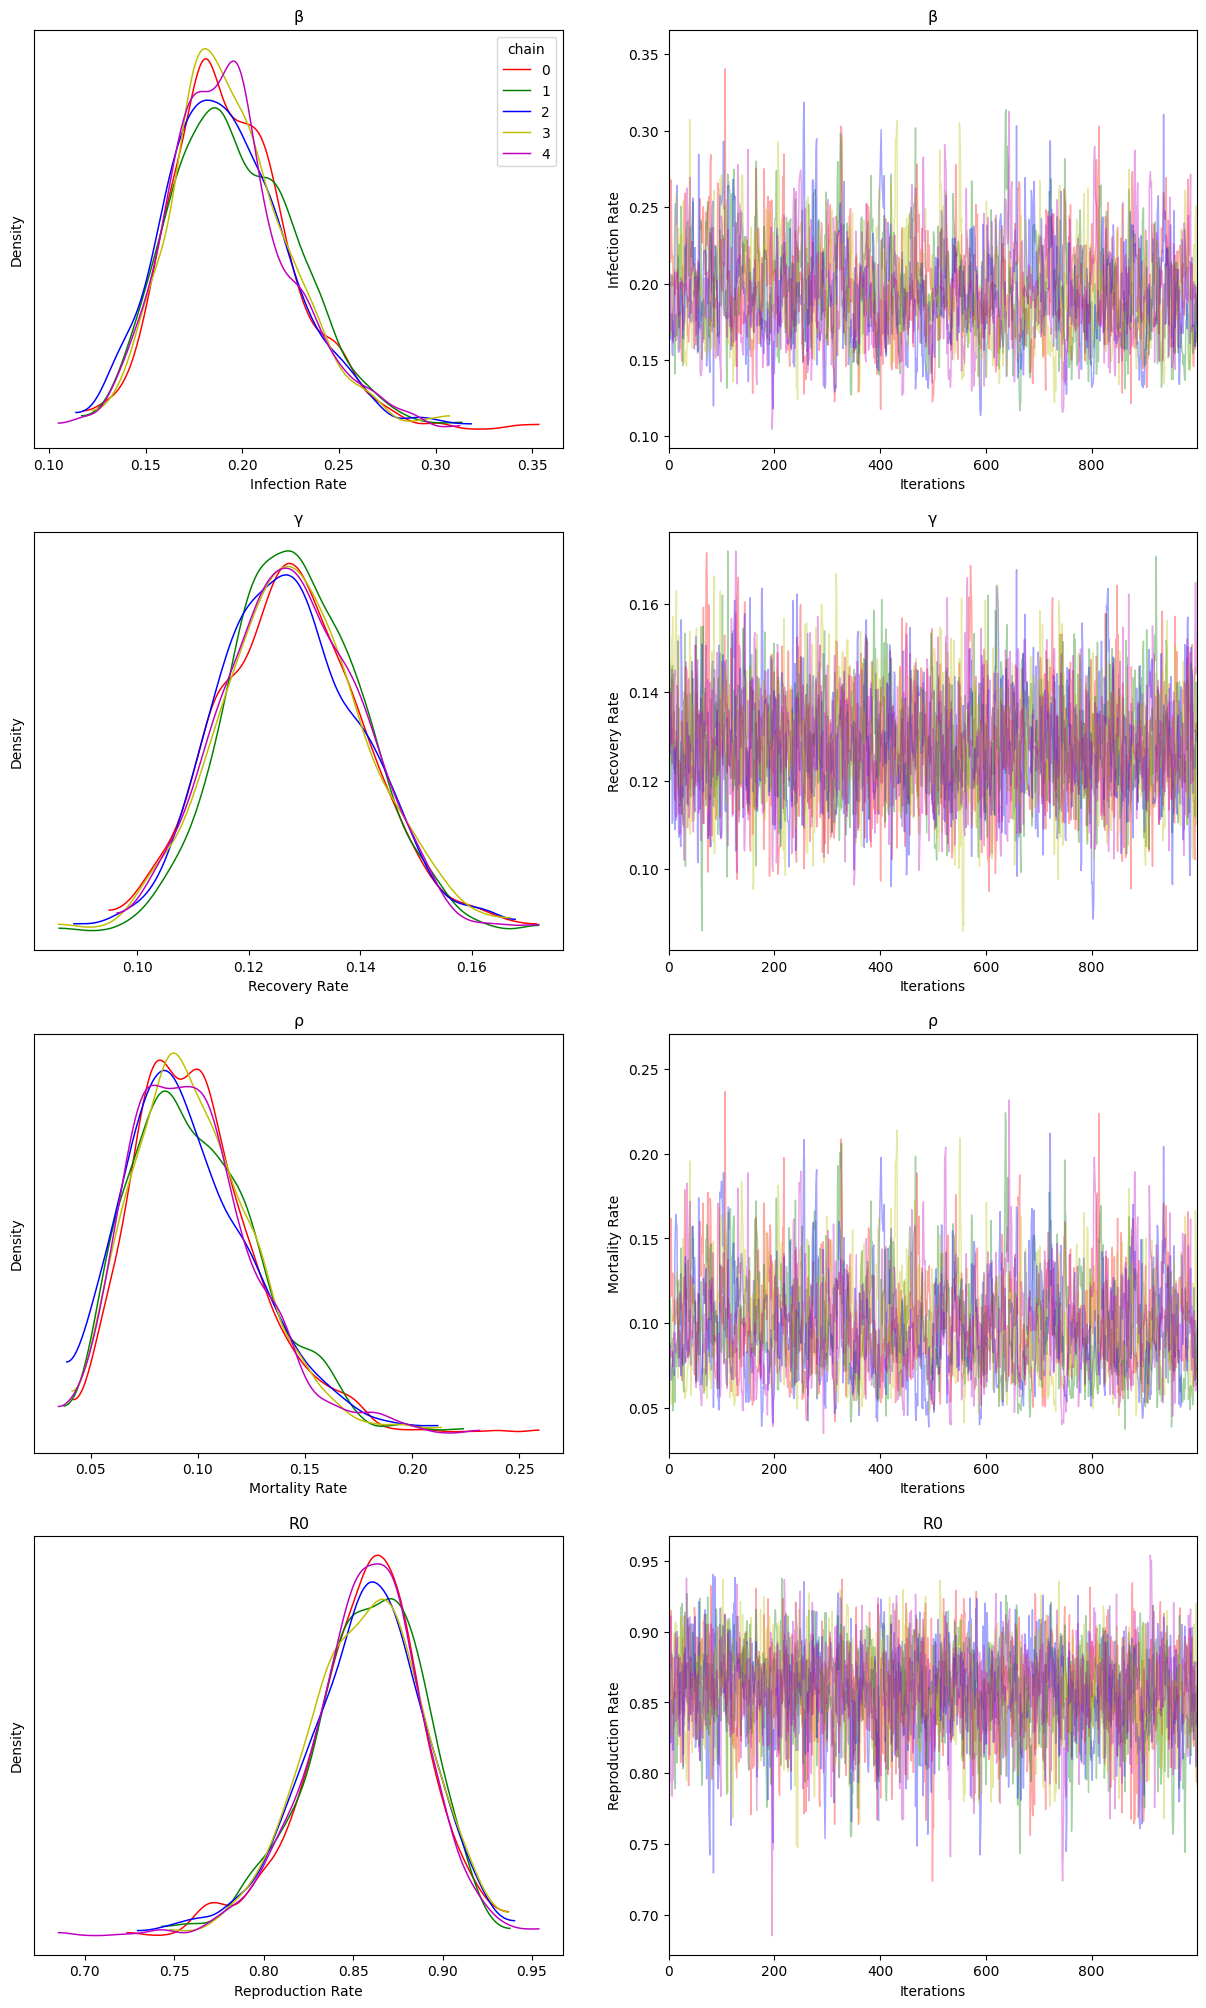 β
Density
chain
0
1
2
3
4
0.10 0.15 0.20 0.25 0.30 0.35
Infection Rate
β
Infection Rate
0.35
0.30
0.25
0.20
0.15
0.10
0 200 400 600 800
Iterations
γ
Density
0.10 0.12 0.14 0.16
Recovery Rate
γ
Recovery Rate
0.16
0.14
0.12
0.10
0 200 400 600 800
Iterations
ρ
Density
0.05 0.10 0.15 0.20 0.25
Mortality Rate
ρ
Mortality Rate
0.25
0.20
0.15
0.10
0.05
0 200 400 600 800
Iterations
R0
Density
0.70 0.75 0.80 0.85 0.90 0.95
Reproduction Rate
R0
Reproduction Rate
0.95
0.90
0.85
0.80
0.75
0.70
0 200 400 600 800
Iterations